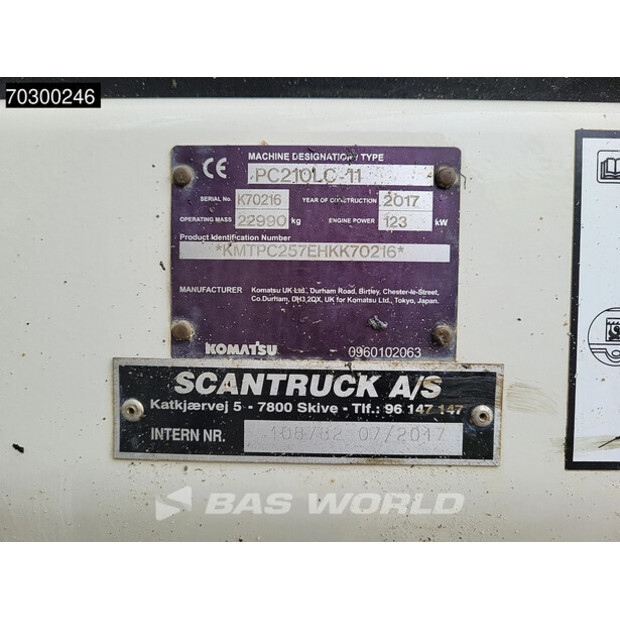 70300246
CE MACHINE DESIGNATION / TYPE
PC210LC-11
SERIAL No. K70216 YEAR OF CONSTRUCTION 2017
OPERATING MASS 22990 kg ENGINE POWER 123 kW
Product Identification Number
*KMTPC257EHKK70216*
MANUFACTURER Komatsu UK Ltd., Durham Road, Birtley, Chester-le-Street,
Co.Durham, DH3 2QX, UK for Komatsu Ltd., Tokyo, Japan.
KOMATSU 0960102063
SCANTRUCK A/S
Katkjærvej 5 - 7800 Skive - Tlf.: 96 147 147
INTERN NR. 108782 07/2017
BAS WORLD